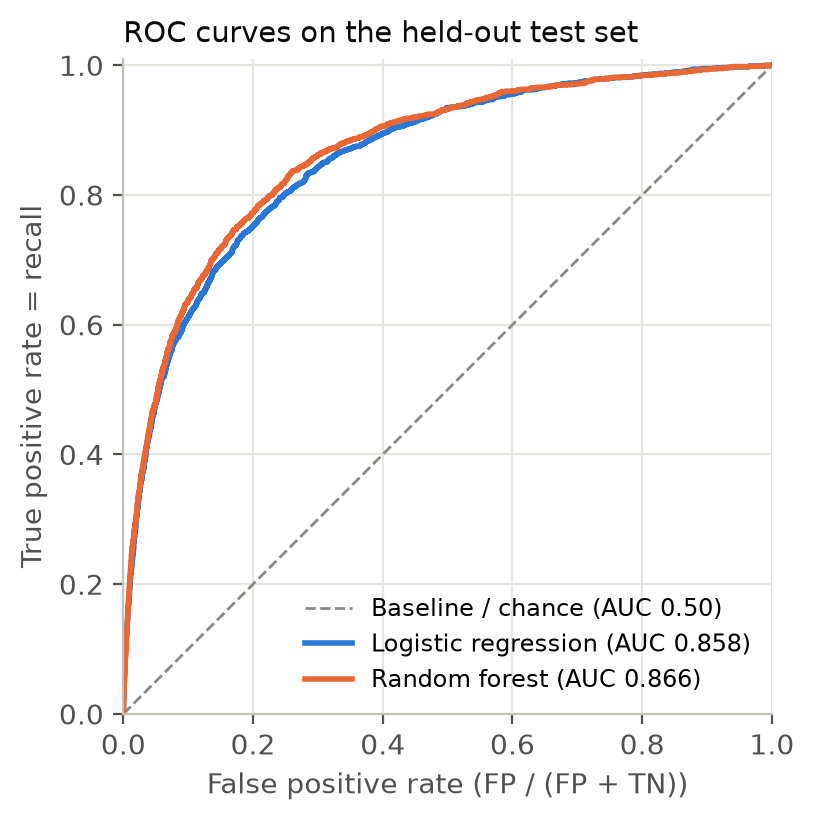 ROC curves on the held-out test set
True positive rate = recall
1.0
0.8
0.6
0.4
0.2
0.0
Baseline / chance (AUC 0.50)
Logistic regression (AUC 0.858)
Random forest (AUC 0.866)
0.0 0.2 0.4 0.6 0.8 1.0
False positive rate (FP / (FP + TN))